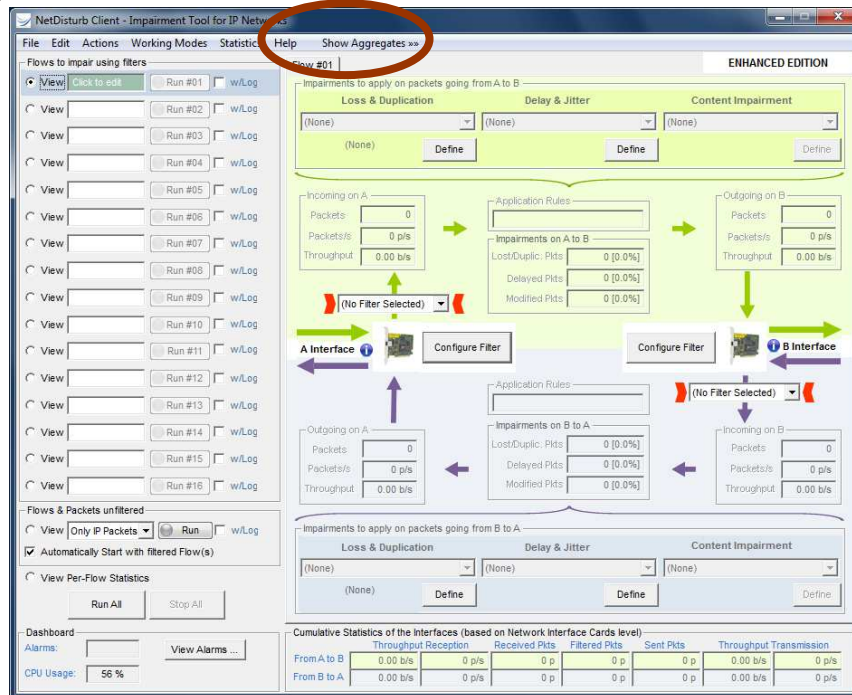 NetDisturb Client - Impairment Tool for IP Networks
File Edit Actions Working Modes Statistics Help Show Aggregates »»
Flows to impair using filters
View Click to edit Run #01 w/Log
View Run #02 w/Log
View Run #03 w/Log
View Run #04 w/Log
View Run #05 w/Log
View Run #06 w/Log
View Run #07 w/Log
View Run #08 w/Log
View Run #09 w/Log
View Run #10 w/Log
View Run #11 w/Log
View Run #12 w/Log
View Run #13 w/Log
View Run #14 w/Log
View Run #15 w/Log
View Run #16 w/Log
Flows & Packets unfiltered
View Only IP Packets Run w/Log
Automatically Start with filtered Flow(s)
View Per-Flow Statistics
Run All Stop All
Dashboard
Alarms: View Alarms ...
CPU Usage: 56 %
Flow #01 ENHANCED EDITION
Impairments to apply on packets going from A to B
Loss & Duplication Delay & Jitter Content Impairment
(None) (None) (None)
(None) Define Define Define
Incoming on A
Packets 0
Packets/s 0 p/s
Throughput 0.00 b/s
Application Rules
Impairments on A to B
Lost/Duplic. Pkts 0 [0.0%]
Delayed Pkts 0 [0.0%]
Modified Pkts 0 [0.0%]
Outgoing on B
Packets 0
Packets/s 0 p/s
Throughput 0.00 b/s
(No Filter Selected)
A Interface Configure Filter Configure Filter B Interface
(No Filter Selected)
Outgoing on A
Packets 0
Packets/s 0 p/s
Throughput 0.00 b/s
Application Rules
Impairments on B to A
Lost/Duplic. Pkts 0 [0.0%]
Delayed Pkts 0 [0.0%]
Modified Pkts 0 [0.0%]
Incoming on B
Packets 0
Packets/s 0 p/s
Throughput 0.00 b/s
Impairments to apply on packets going from B to A
Loss & Duplication Delay & Jitter Content Impairment
(None) (None) (None)
(None) Define Define Define
Cumulative Statistics of the Interfaces (based on Network Interface Cards level)
Throughput Reception Received Pkts Filtered Pkts Sent Pkts Throughput Transmission
From A to B 0.00 b/s 0 p/s 0 p 0 p 0 p 0.00 b/s 0 p/s
From B to A 0.00 b/s 0 p/s 0 p 0 p 0 p 0.00 b/s 0 p/s